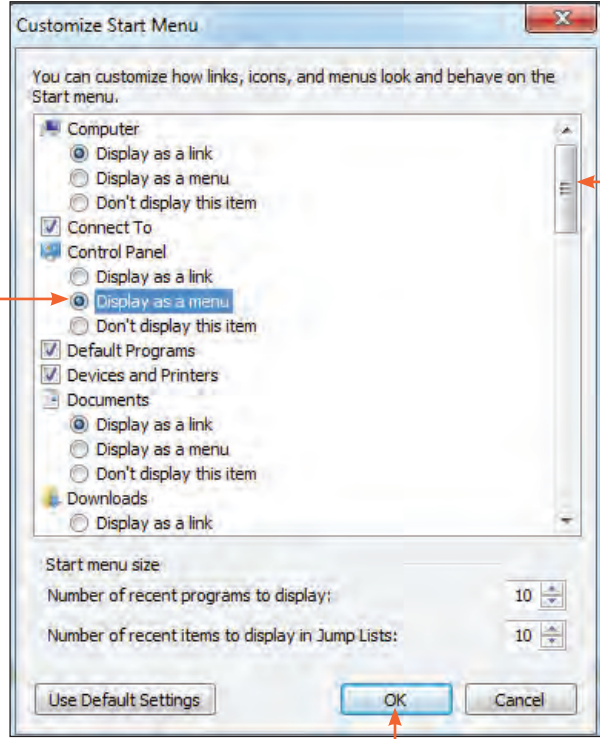 Customize Start Menu
You can customize how links, icons, and menus look and behave on the
Start menu.
Computer
Display as a link
Display as a menu
Don't display this item
Connect To
Control Panel
Display as a link
Display as a menu
Don't display this item
Default Programs
Devices and Printers
Documents
Display as a link
Display as a menu
Don't display this item
Downloads
Display as a link
Start menu size
Number of recent programs to display: 10
Number of recent items to display in Jump Lists: 10
Use Default Settings OK Cancel